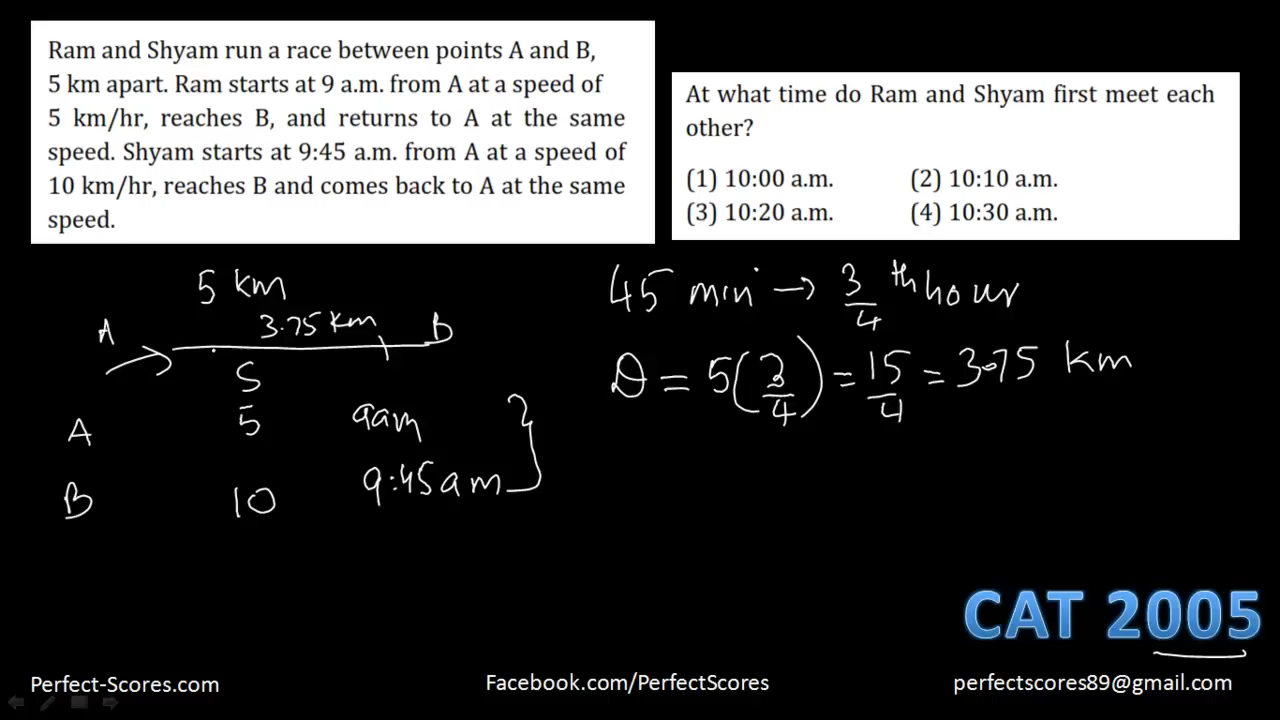 Ram and Shyam run a race between points A and B,
5 km apart. Ram starts at 9 a.m. from A at a speed of
5 km/hr, reaches B, and returns to A at the same
speed. Shyam starts at 9:45 a.m. from A at a speed of
10 km/hr, reaches B and comes back to A at the same
speed.
At what time do Ram and Shyam first meet each
other?
(1) 10:00 a.m. (2) 10:10 a.m.
(3) 10:20 a.m. (4) 10:30 a.m.
5 km
A 3.75 km B
S
A 5 9am
B 10 9:45am
45 min → 3/4 th hour
D = 5(3/4) = 15/4 = 3.75 km
CAT 2005
Perfect-Scores.com
Facebook.com/PerfectScores
perfectscores89@gmail.com